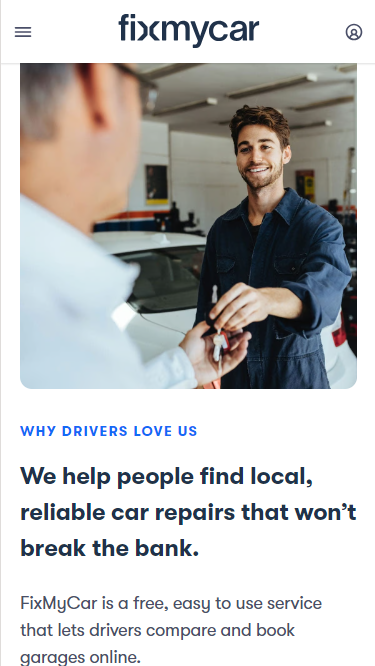 fixmycar
WHY DRIVERS LOVE US
We help people find local,
reliable car repairs that won’t
break the bank.
FixMyCar is a free, easy to use service
that lets drivers compare and book
garages online.